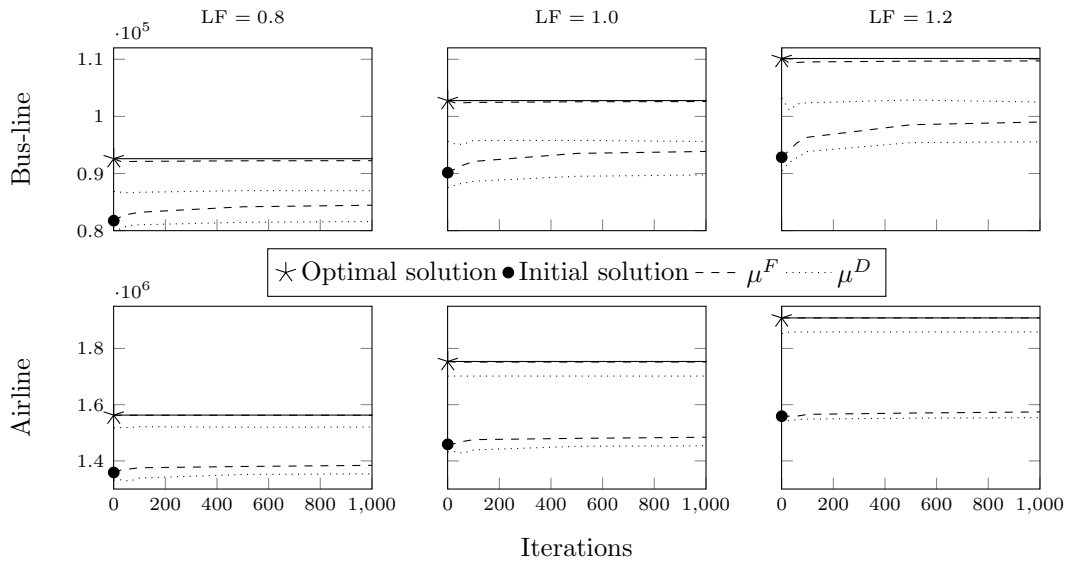 LF = 0.8
LF = 1.0
LF = 1.2
·10^5
Bus-line
1.1
1
0.9
0.8
Optimal solution Initial solution μ^F μ^D
·10^6
Airline
1.8
1.6
1.4
0 200 400 600 800 1,000
0 200 400 600 800 1,000
0 200 400 600 800 1,000
Iterations